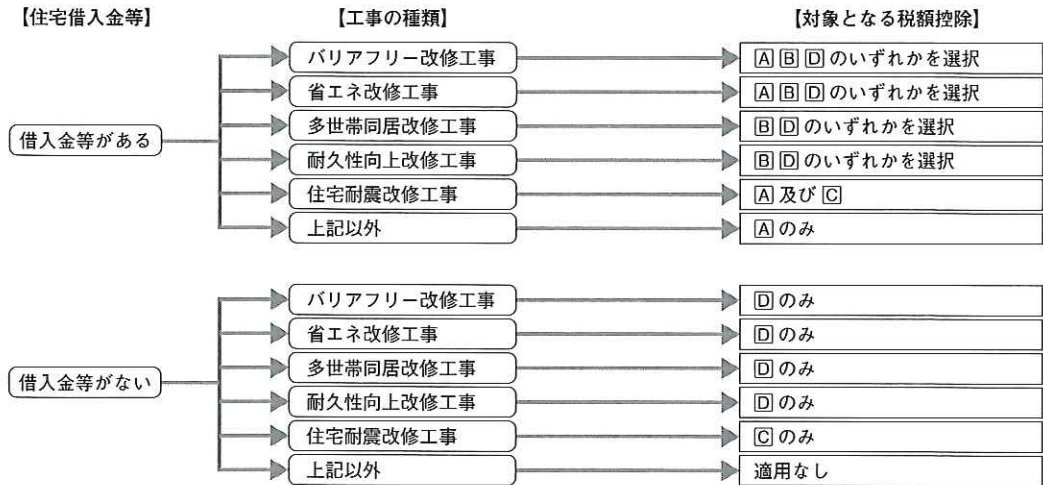 【住宅借入金等】 【工事の種類】 【対象となる税額控除】
バリアフリー改修工事 A B D のいずれかを選択
省エネ改修工事 A B D のいずれかを選択
多世帯同居改修工事 B D のいずれかを選択
借入金等がある
耐久性向上改修工事 B D のいずれかを選択
住宅耐震改修工事 A 及び C
上記以外 A のみ
バリアフリー改修工事 D のみ
省エネ改修工事 D のみ
多世帯同居改修工事 D のみ
借入金等がない
耐久性向上改修工事 D のみ
住宅耐震改修工事 C のみ
上記以外 適用なし